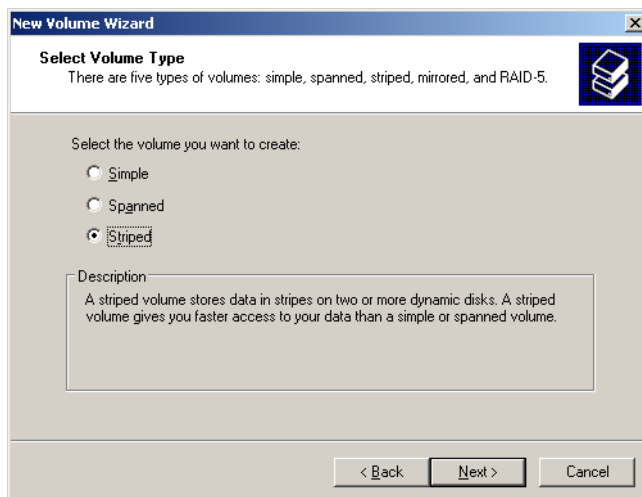 New Volume Wizard
Select Volume Type
There are five types of volumes: simple, spanned, striped, mirrored, and RAID-5.
Select the volume you want to create:
Simple
Spanned
Striped
Description
A striped volume stores data in stripes on two or more dynamic disks. A striped
volume gives you faster access to your data than a simple or spanned volume.
< Back Next > Cancel